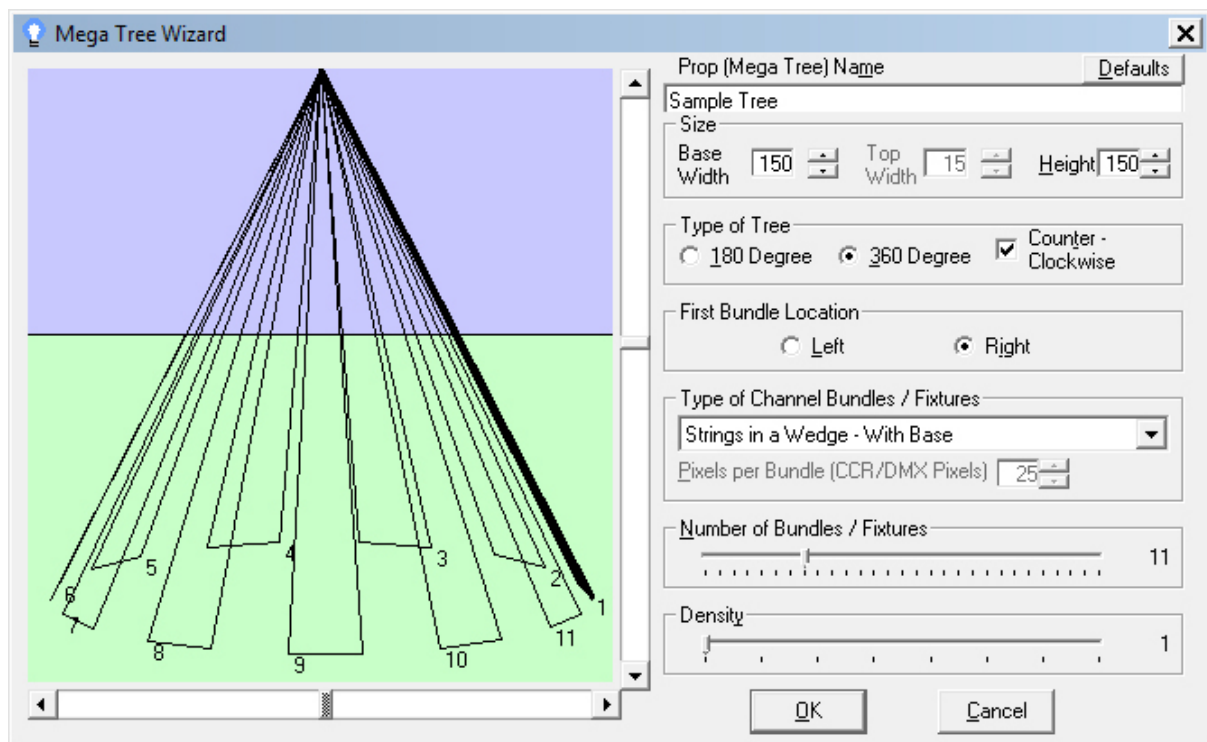 Mega Tree Wizard
Prop (Mega Tree) Name
Defaults
Sample Tree
Size
Base Width 150 Top Width 15 Height 150
Type of Tree
180 Degree 360 Degree Counter - Clockwise
First Bundle Location
Left Right
Type of Channel Bundles / Fixtures
Strings in a Wedge - With Base
Pixels per Bundle (CCR/DMX Pixels) 25
Number of Bundles / Fixtures
11
Density
1
OK Cancel
4
3
5
2
6
1
7
11
8
10
9